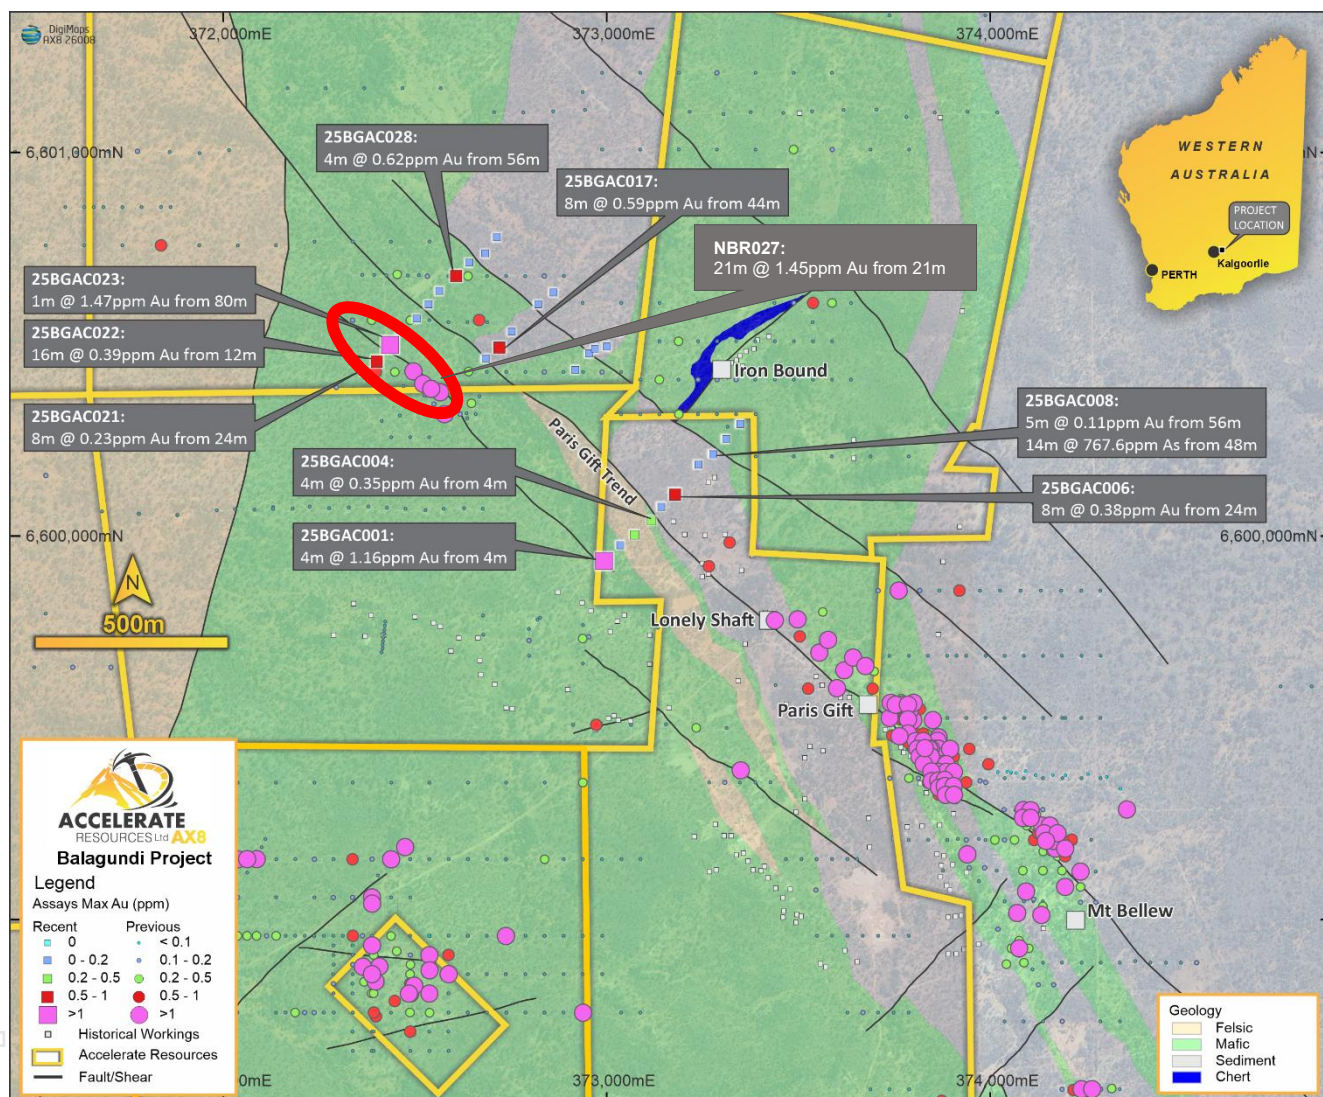 DigiMaps
AX8 26008
372,000mE
373,000mE
374,000mE
6,601,000mN
WESTERN
AUSTRALIA
PROJECT
LOCATION
Kalgoorlie
PERTH
25BGAC028:
4m @ 0.62ppm Au from 56m
25BGAC017:
8m @ 0.59ppm Au from 44m
NBR027:
21m @ 1.45ppm Au from 21m
25BGAC023:
1m @ 1.47ppm Au from 80m
25BGAC022:
16m @ 0.39ppm Au from 12m
25BGAC021:
8m @ 0.23ppm Au from 24m
Iron Bound
25BGAC008:
5m @ 0.11ppm Au from 56m
14m @ 767.6ppm As from 48m
Paris Gift Trend
25BGAC004:
4m @ 0.35ppm Au from 4m
25BGAC006:
8m @ 0.38ppm Au from 24m
25BGAC001:
4m @ 1.16ppm Au from 4m
6,600,000mN
6,600,000mN
N
500m
Lonely Shaft
Paris Gift
Mt Bellew
ACCELERATE
RESOURCES Ltd AX8
Balagundi Project
Legend
Assays Max Au (ppm)
Recent Previous
0 < 0.1
0 - 0.2 0.1 - 0.2
0.2 - 0.5 0.2 - 0.5
0.5 - 1 0.5 - 1
>1 >1
Historical Workings
Accelerate Resources
Fault/Shear
Geology
Felsic
Mafic
Sediment
Chert
373,000mE
374,000mE